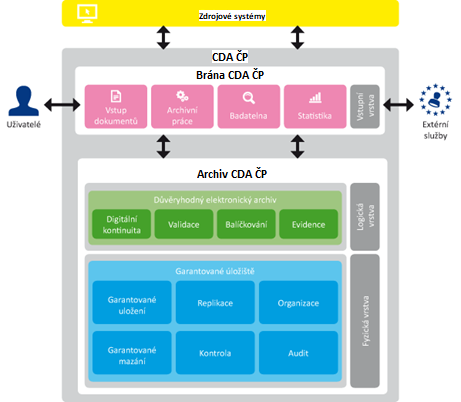 Zdrojové systémy
CDA ČP
Brána CDA ČP
Vstup
dokumentů
Archivní
práce
Badatelna
Statistika
Vstupní
vrstva
Uživatelé
Extérní
služby
Archiv CDA ČP
Důvěryhodný elektronický archiv
Digitální
kontinuita
Validace
Balíčkování
Evidence
Logická
vrstva
Garantované úložiště
Garantované
uložení
Replikace
Organizace
Garantované
mazání
Kontrola
Audit
Fyzická vrstva